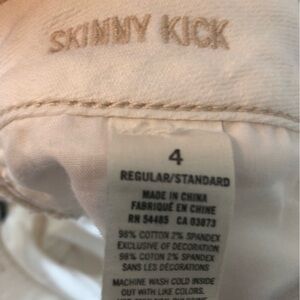 SKINNY KICK
4
REGULAR/STANDARD
MADE IN CHINA
FABRIQUÉ EN CHINE
RN 54485 CA 03873
98% COTTON 2% SPANDEX
EXCLUSIVE OF DECORATION
98% COTON 2% SPANDEX
SANS LES DÉCORATIONS
MACHINE WASH COLD INSIDE
OUT WITH LIKE COLORS.